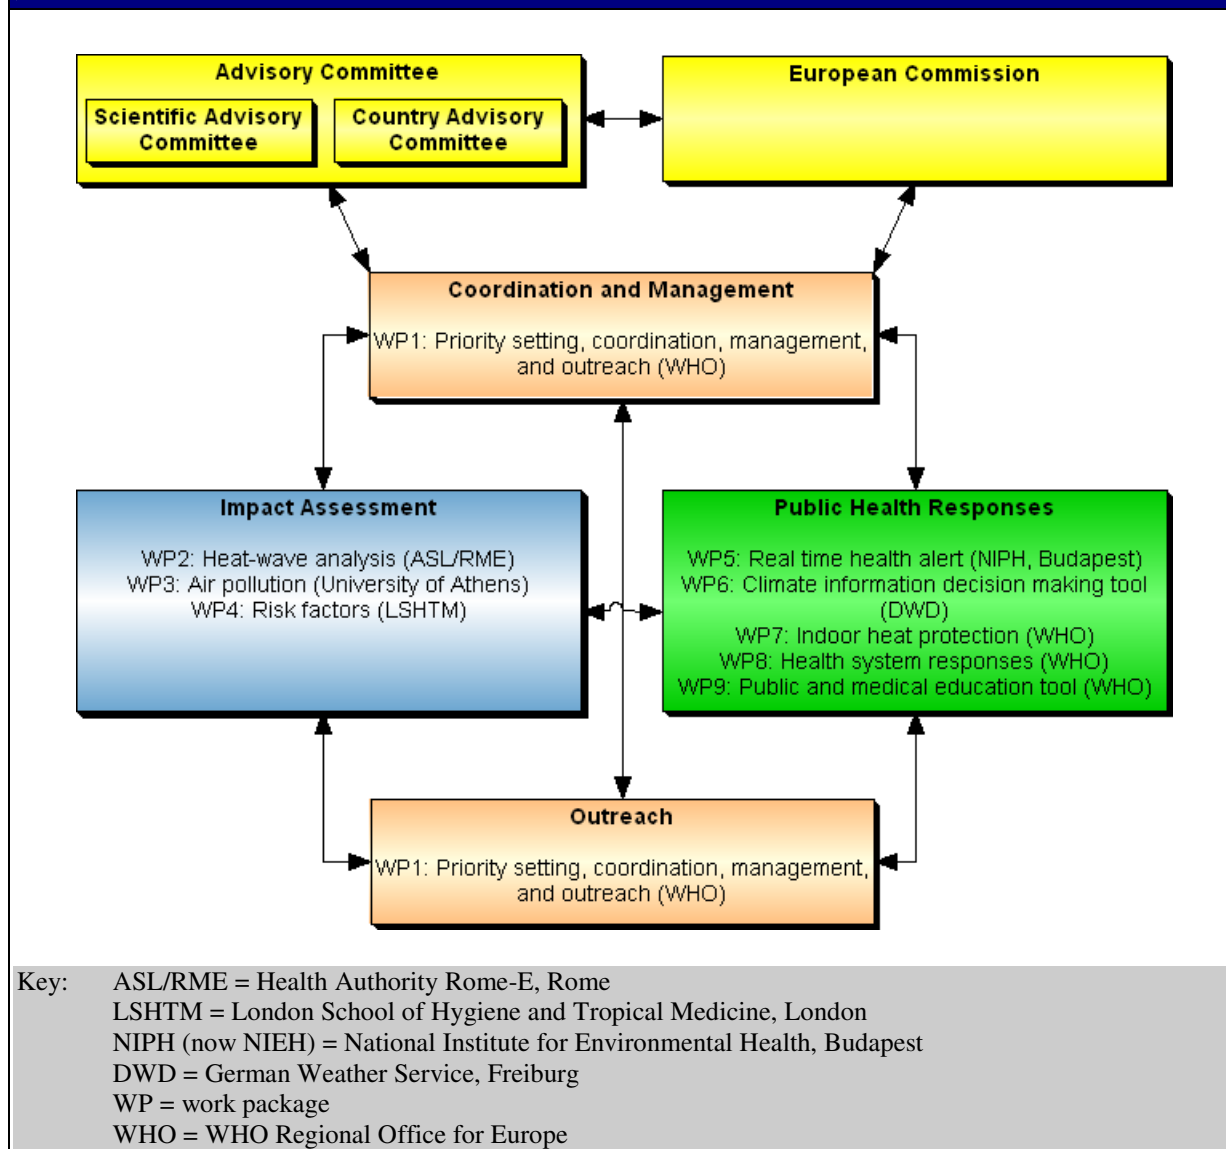 Advisory Committee
Scientific Advisory
Committee
Country Advisory
Committee
European Commission
Coordination and Management
WP1: Priority setting, coordination, management,
and outreach (WHO)
Impact Assessment
WP2: Heat-wave analysis (ASL/RME)
WP3: Air pollution (University of Athens)
WP4: Risk factors (LSHTM)
Public Health Responses
WP5: Real time health alert (NIPH, Budapest)
WP6: Climate information decision making tool
(DWD)
WP7: Indoor heat protection (WHO)
WP8: Health system responses (WHO)
WP9: Public and medical education tool (WHO)
Outreach
WP1: Priority setting, coordination, management,
and outreach (WHO)
Key: ASL/RME = Health Authority Rome-E, Rome
LSHTM = London School of Hygiene and Tropical Medicine, London
NIPH (now NIEH) = National Institute for Environmental Health, Budapest
DWD = German Weather Service, Freiburg
WP = work package
WHO = WHO Regional Office for Europe